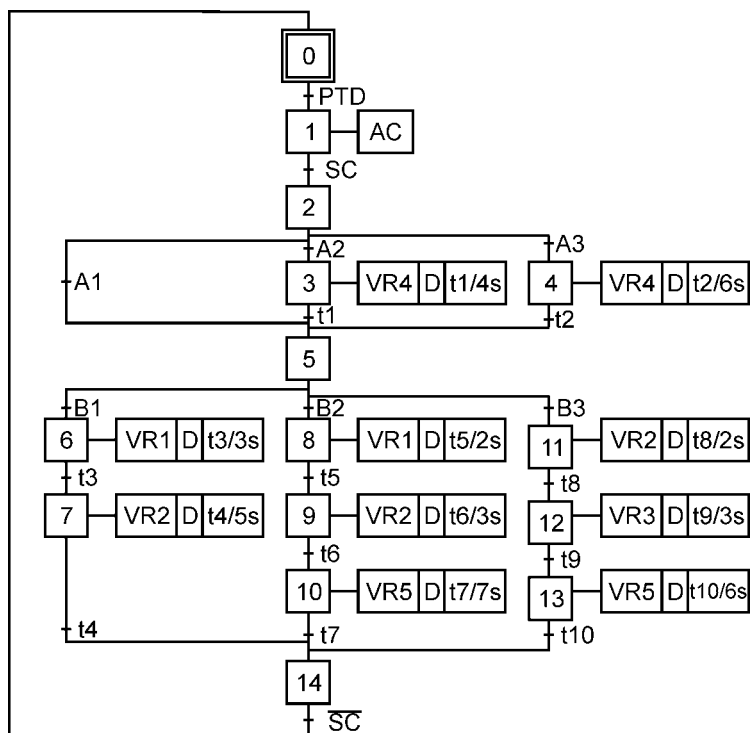 0
PTD
1 AC
SC
2
A1 A2 A3
3 VR4 D t1/4s 4 VR4 D t2/6s
t1 t2
5
B1 B2 B3
6 VR1 D t3/3s 8 VR1 D t5/2s 11 VR2 D t8/2s
t3 t5 t8
7 VR2 D t4/5s 9 VR2 D t6/3s 12 VR3 D t9/3s
t6 t9
10 VR5 D t7/7s 13 VR5 D t10/6s
t4 t7 t10
14
S̅C̅